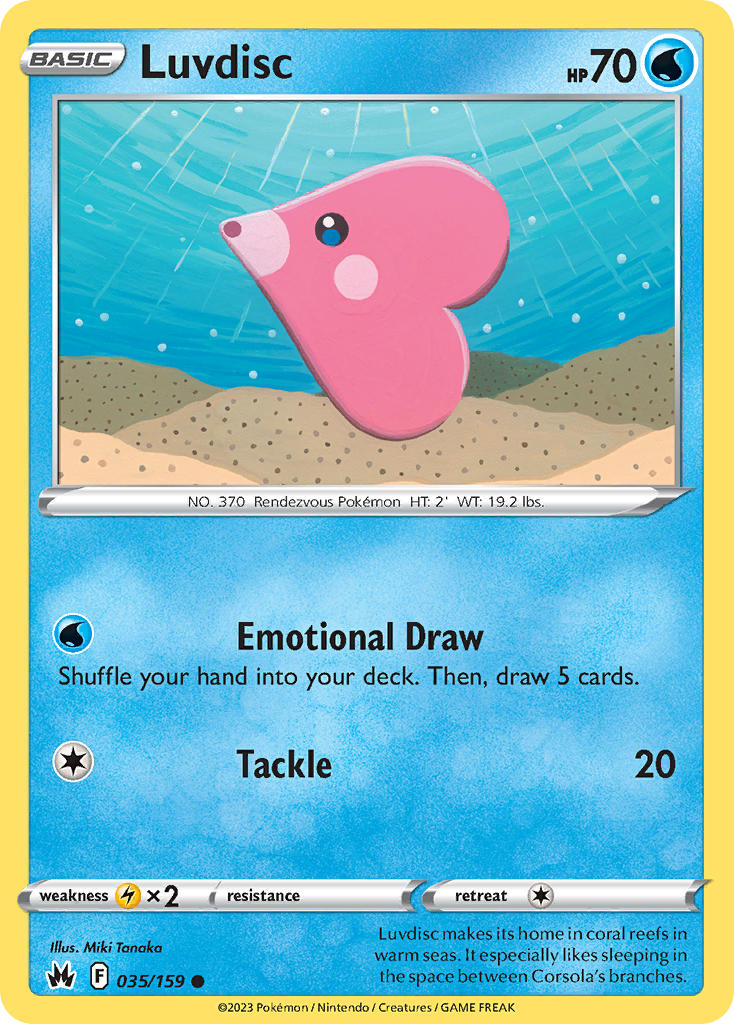 BASIC Luvdisc HP 70
NO. 370 Rendezvous Pokémon HT: 2' WT: 19.2 lbs.
Emotional Draw
Shuffle your hand into your deck. Then, draw 5 cards.
Tackle 20
weakness ×2 resistance retreat
Illus. Miki Tanaka
F 035/159
Luvdisc makes its home in coral reefs in
warm seas. It especially likes sleeping in
the space between Corsola's branches.
©2023 Pokémon / Nintendo / Creatures / GAME FREAK